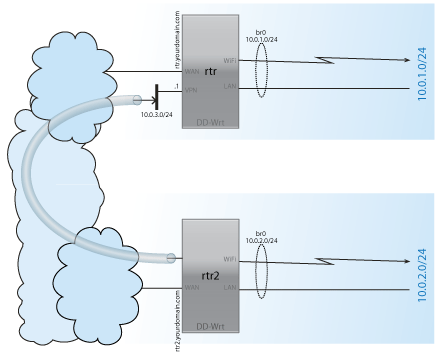 rtr.yourdomain.com
br0
10.0.1/0/24
WiFi
WAN
rtr
.1
VPN
LAN
10.0.3.0/24
DD-Wrt
10.0.1.0/24
br0
10.0.2.0/24
WiFi
rtr2
WAN
LAN
DD-Wrt
rtr2.yourdomain.com
10.0.2.0/24